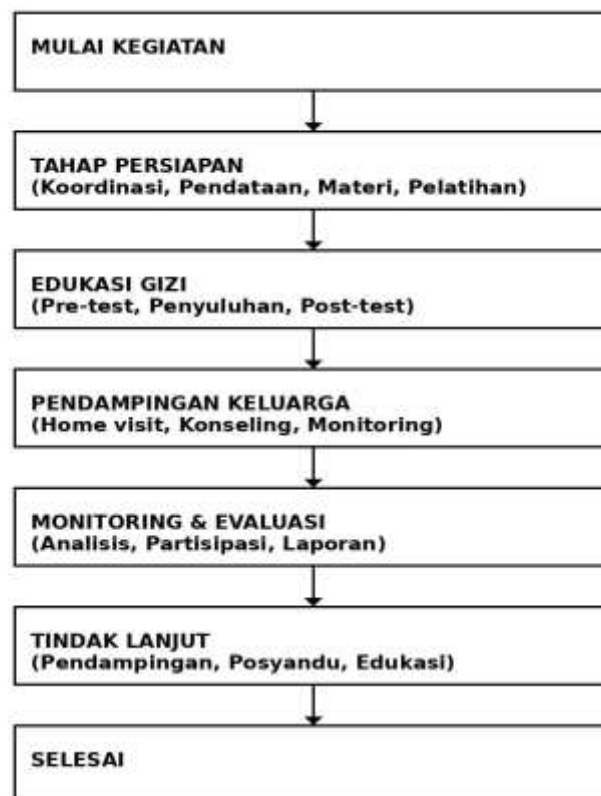 MULAI KEGIATAN
TAHAP PERSIAPAN
(Koordinasi, Pendataan, Materi, Pelatihan)
EDUKASI GIZI
(Pre-test, Penyuluhan, Post-test)
PENDAMPINGAN KELUARGA
(Home visit, Konseling, Monitoring)
MONITORING & EVALUASI
(Analisis, Partisipasi, Laporan)
TINDAK LANJUT
(Pendampingan, Posyandu, Edukasi)
SELESAI